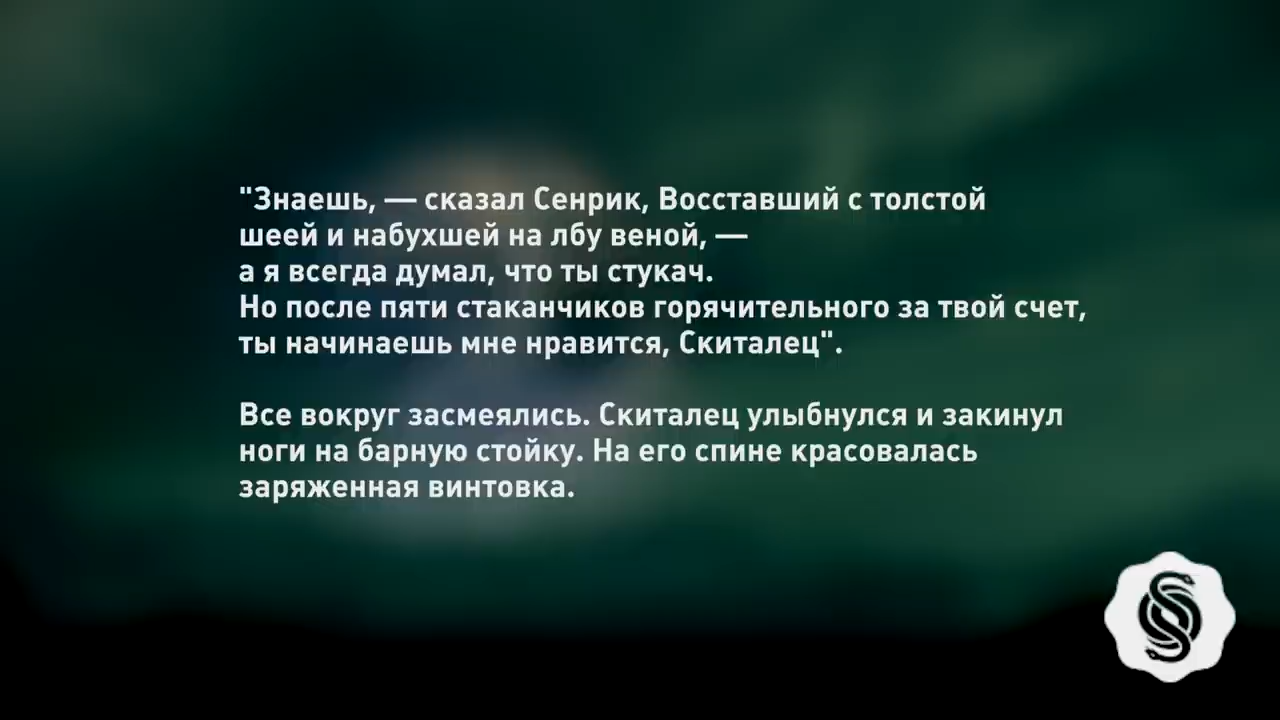 "Знаешь, — сказал Сенрик, Восставший с толстой
шеей и набухшей на лбу веной, —
а я всегда думал, что ты стукач.
Но после пяти стаканчиков горячительного за твой счет,
ты начинаешь мне нравится, Скиталец".
Все вокруг засмеялись. Скиталец улыбнулся и закинул
ноги на барную стойку. На его спине красовалась
заряженная винтовка.